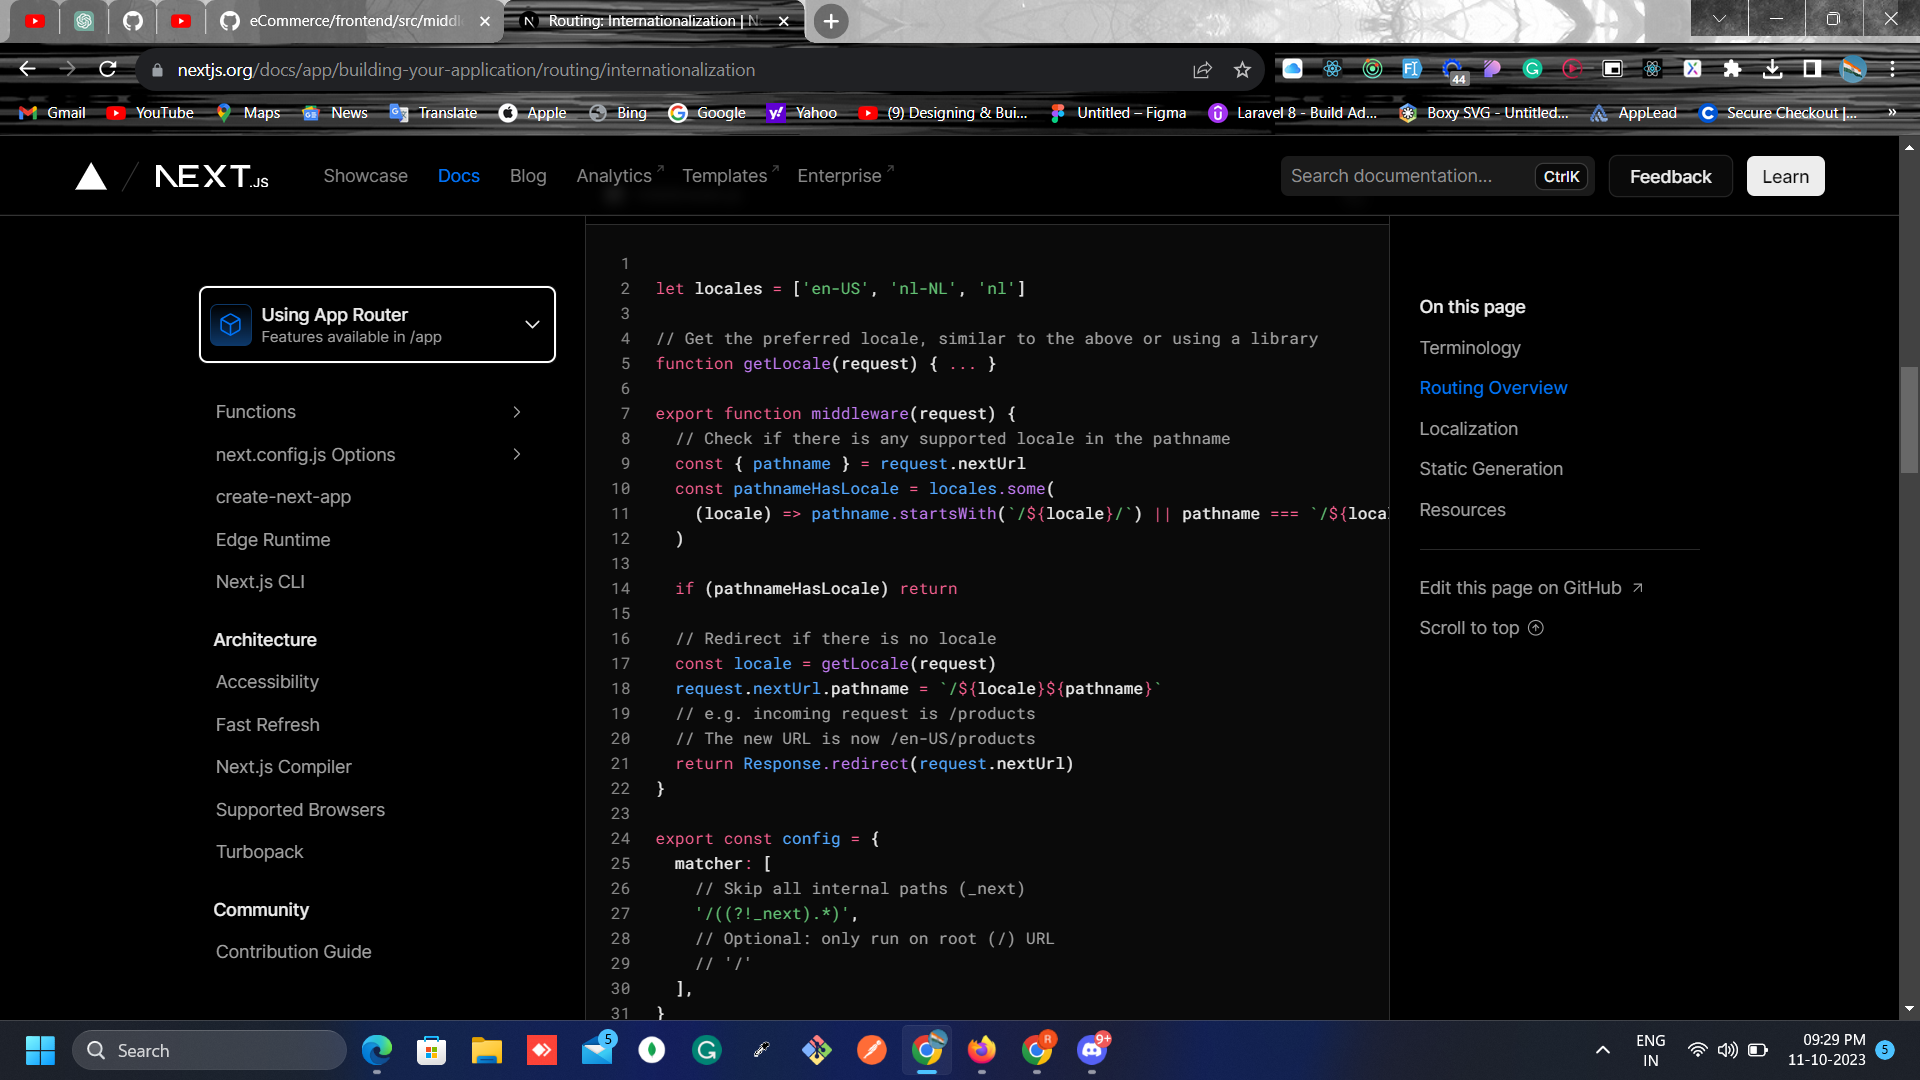 eCommerce/frontend/src/middl
Routing: Internationalization | N
nextjs.org/docs/app/building-your-application/routing/internationalization
44
Gmail
YouTube
Maps
News
Translate
Apple
Bing
Google
Yahoo
(9) Designing & Bui...
Untitled – Figma
Laravel 8 - Build Ad...
Boxy SVG - Untitled...
AppLead
Secure Checkout |...
»
NEXT.JS
Showcase
Docs
Blog
Analytics
Templates
Enterprise
Search documentation...
CtrlK
Feedback
Learn
Using App Router
Features available in /app
Functions
next.config.js Options
create-next-app
Edge Runtime
Next.js CLI
Architecture
Accessibility
Fast Refresh
Next.js Compiler
Supported Browsers
Turbopack
Community
Contribution Guide
1
2 let locales = ['en-US', 'nl-NL', 'nl']
3
4 // Get the preferred locale, similar to the above or using a library
5 function getLocale(request) { ... }
6
7 export function middleware(request) {
8 // Check if there is any supported locale in the pathname
9 const { pathname } = request.nextUrl
10 const pathnameHasLocale = locales.some(
11 (locale) => pathname.startsWith(`/${locale}/`) || pathname === `/${local
12 )
13
14 if (pathnameHasLocale) return
15
16 // Redirect if there is no locale
17 const locale = getLocale(request)
18 request.nextUrl.pathname = `/${locale}${pathname}`
19 // e.g. incoming request is /products
20 // The new URL is now /en-US/products
21 return Response.redirect(request.nextUrl)
22 }
23
24 export const config = {
25 matcher: [
26 // Skip all internal paths (_next)
27 '/((?!_next).*)',
28 // Optional: only run on root (/) URL
29 // '/'
30 ],
31 }
On this page
Terminology
Routing Overview
Localization
Static Generation
Resources
Edit this page on GitHub
Scroll to top
Search
5
R
9+
ENG
IN
09:29 PM
11-10-2023
5